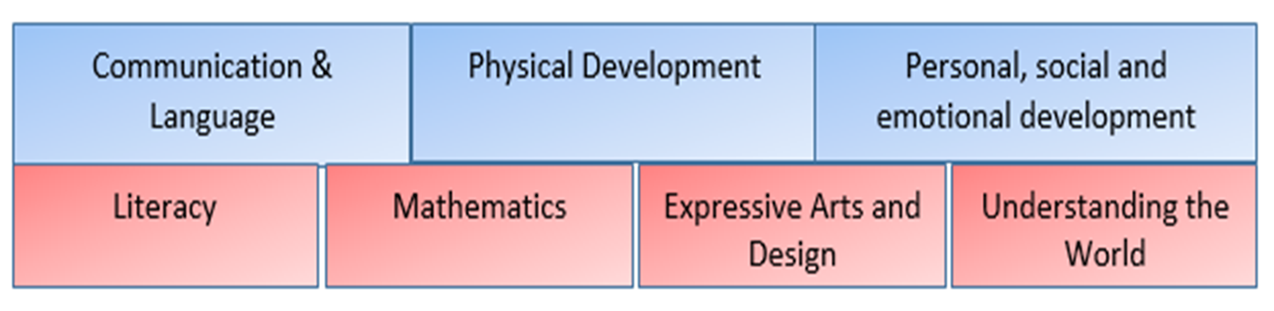 Communication &
Language
Physical Development
Personal, social and
emotional development
Literacy
Mathematics
Expressive Arts and
Design
Understanding the
World